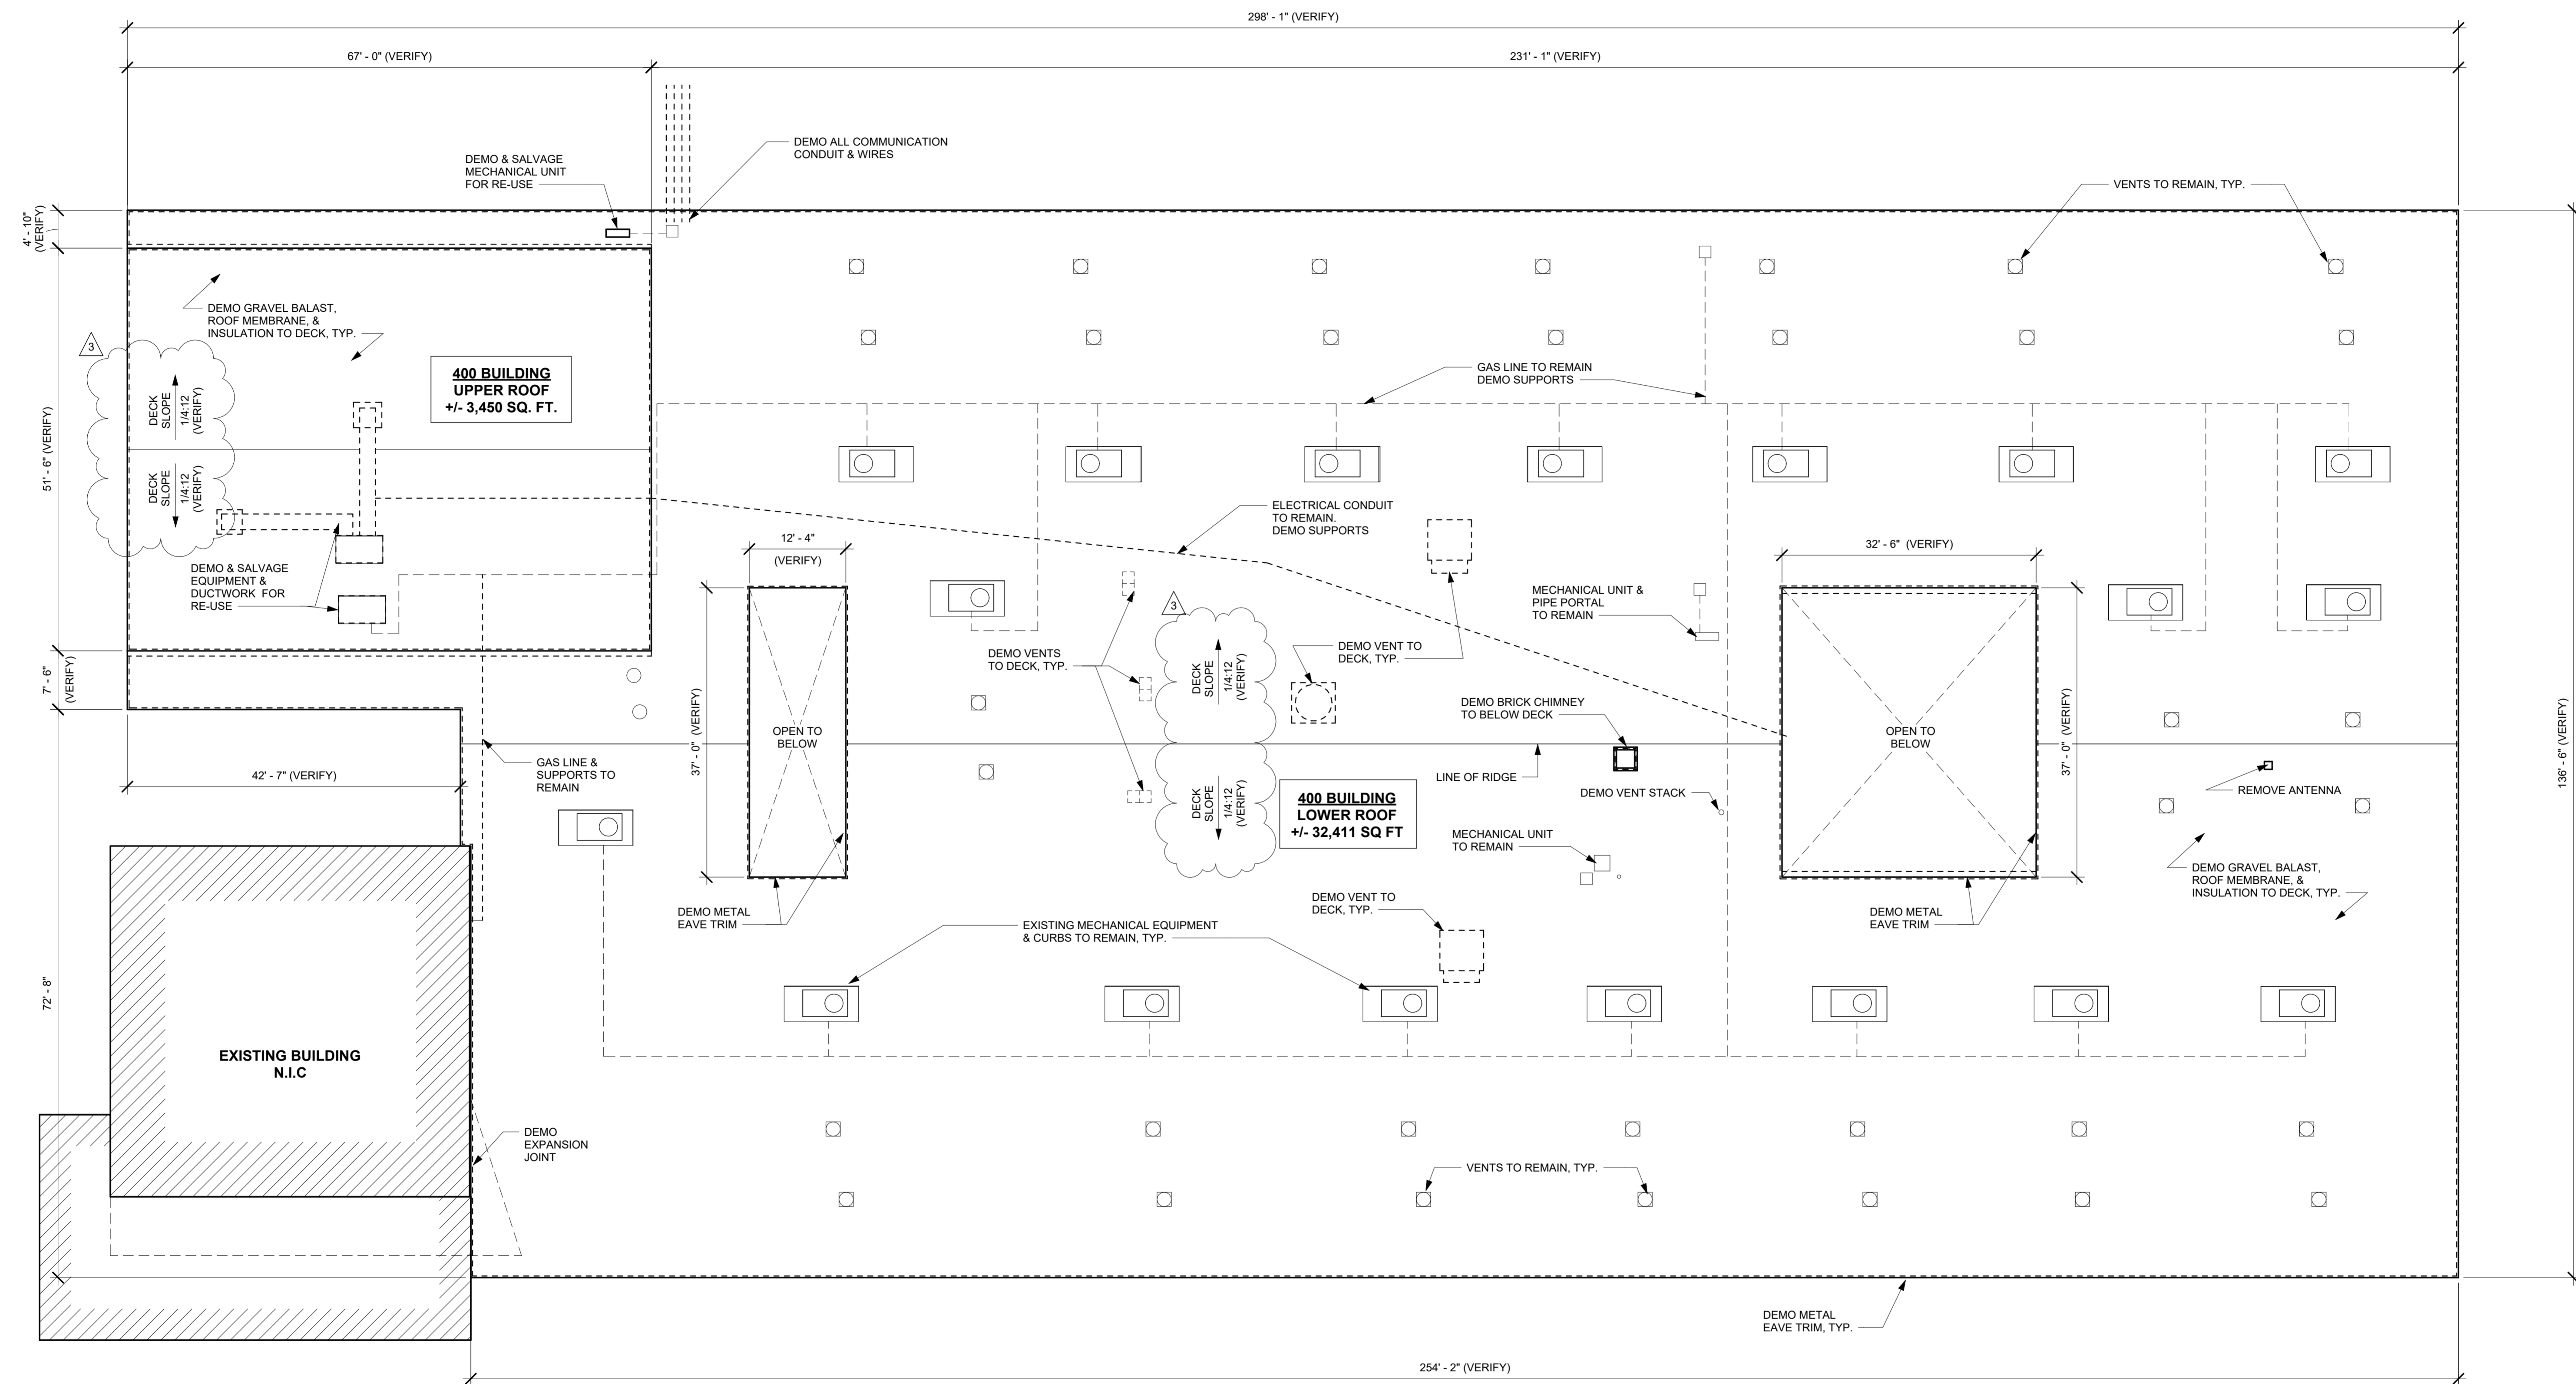 298' - 1" (VERIFY)
67' - 0" (VERIFY)
231' - 1" (VERIFY)
DEMO ALL COMMUNICATION
CONDUIT & WIRES
DEMO & SALVAGE
MECHANICAL UNIT
FOR RE-USE
VENTS TO REMAIN, TYP.
4' - 10"
(VERIFY)
DEMO GRAVEL BALAST,
ROOF MEMBRANE, &
INSULATION TO DECK, TYP.
3
400 BUILDING
UPPER ROOF
+/- 3,450 SQ. FT.
DECK
SLOPE
1/4:12
(VERIFY)
DECK
SLOPE
1/4:12
(VERIFY)
51' - 6" (VERIFY)
GAS LINE TO REMAIN
DEMO SUPPORTS
ELECTRICAL CONDUIT
TO REMAIN.
DEMO SUPPORTS
12' - 4"
(VERIFY)
32' - 6" (VERIFY)
DEMO & SALVAGE
EQUIPMENT &
DUCTWORK FOR
RE-USE
MECHANICAL UNIT &
PIPE PORTAL
TO REMAIN
3
DEMO VENTS
TO DECK, TYP.
DEMO VENT TO
DECK, TYP.
7' - 6"
(VERIFY)
DECK
SLOPE
1/4:12
(VERIFY)
DECK
SLOPE
1/4:12
(VERIFY)
DEMO BRICK CHIMNEY
TO BELOW DECK
37' - 0" (VERIFY)
OPEN TO
BELOW
OPEN TO
BELOW
37' - 0" (VERIFY)
136' - 6" (VERIFY)
42' - 7" (VERIFY)
GAS LINE &
SUPPORTS TO
REMAIN
LINE OF RIDGE
DEMO VENT STACK
REMOVE ANTENNA
400 BUILDING
LOWER ROOF
+/- 32,411 SQ FT
MECHANICAL UNIT
TO REMAIN
DEMO GRAVEL BALAST,
ROOF MEMBRANE, &
INSULATION TO DECK, TYP.
DEMO METAL
EAVE TRIM
DEMO VENT TO
DECK, TYP.
DEMO METAL
EAVE TRIM
EXISTING MECHANICAL EQUIPMENT
& CURBS TO REMAIN, TYP.
72' - 8"
EXISTING BUILDING
N.I.C
DEMO
EXPANSION
JOINT
VENTS TO REMAIN, TYP.
DEMO METAL
EAVE TRIM, TYP.
254' - 2" (VERIFY)